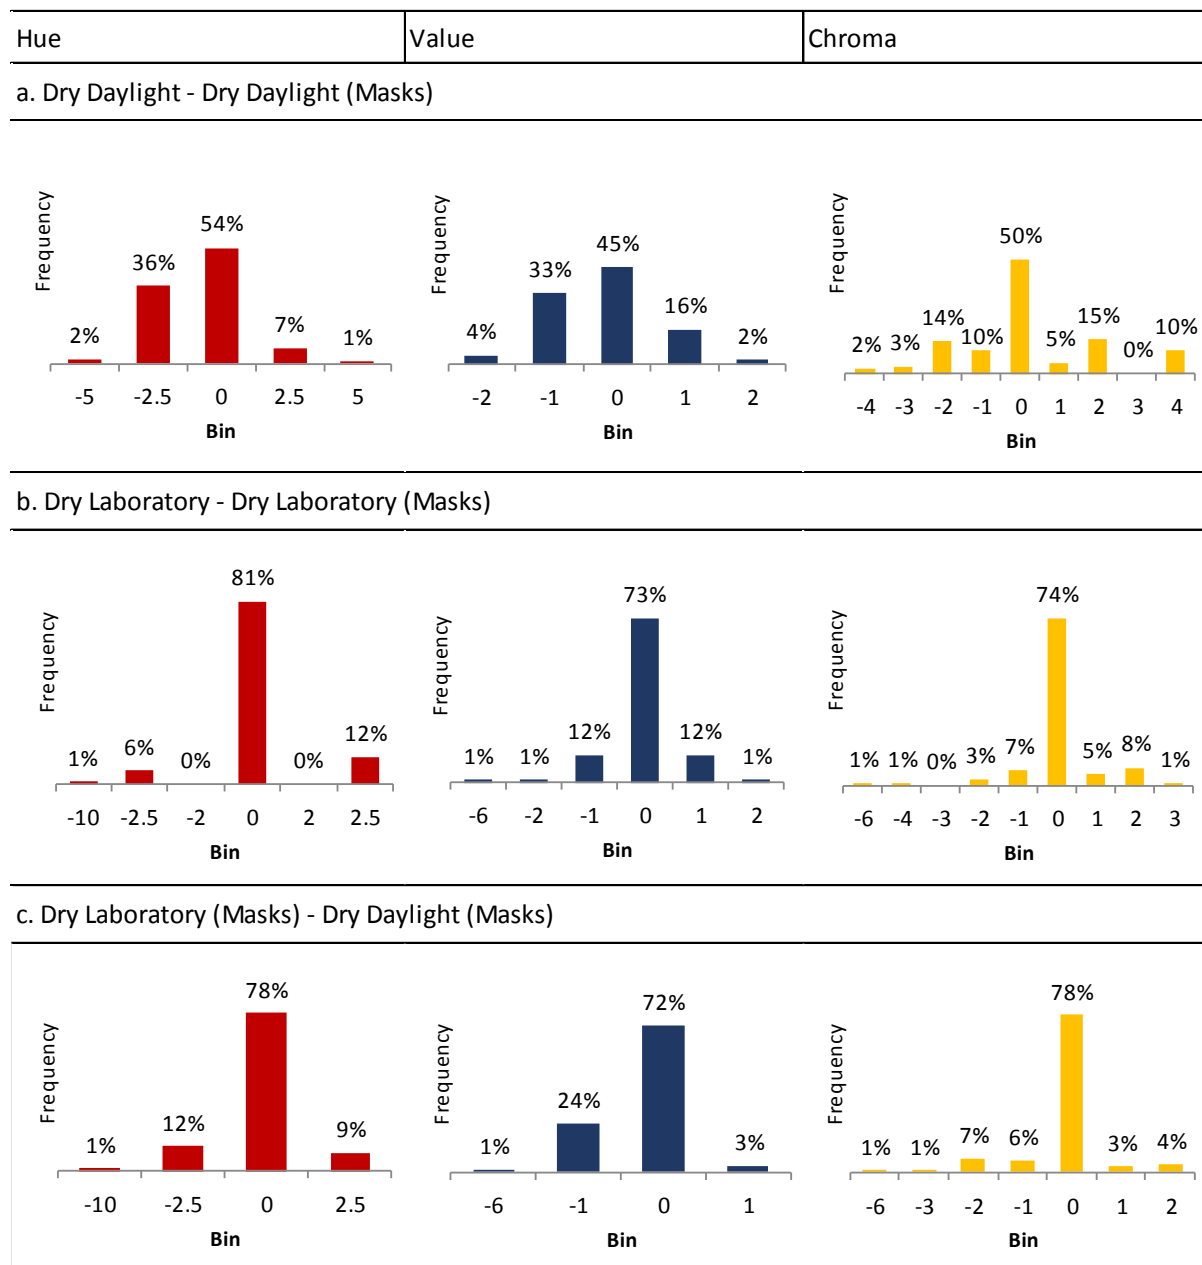 Hue Value Chroma
a. Dry Daylight - Dry Daylight (Masks)
Frequency
2% 36% 54% 7% 1%
-5 -2.5 0 2.5 5
Bin
Frequency
4% 33% 45% 16% 2%
-2 -1 0 1 2
Bin
Frequency
2% 3% 14% 10% 50% 5% 15% 0% 10%
-4 -3 -2 -1 0 1 2 3 4
Bin
b. Dry Laboratory - Dry Laboratory (Masks)
Frequency
1% 6% 0% 81% 0% 12%
-10 -2.5 -2 0 2 2.5
Bin
Frequency
1% 1% 12% 73% 12% 1%
-6 -2 -1 0 1 2
Bin
Frequency
1% 1% 0% 3% 7% 74% 5% 8% 1%
-6 -4 -3 -2 -1 0 1 2 3
Bin
c. Dry Laboratory (Masks) - Dry Daylight (Masks)
Frequency
1% 12% 78% 9%
-10 -2.5 0 2.5
Bin
Frequency
1% 24% 72% 3%
-6 -1 0 1
Bin
Frequency
1% 1% 7% 6% 78% 3% 4%
-6 -3 -2 -1 0 1 2
Bin